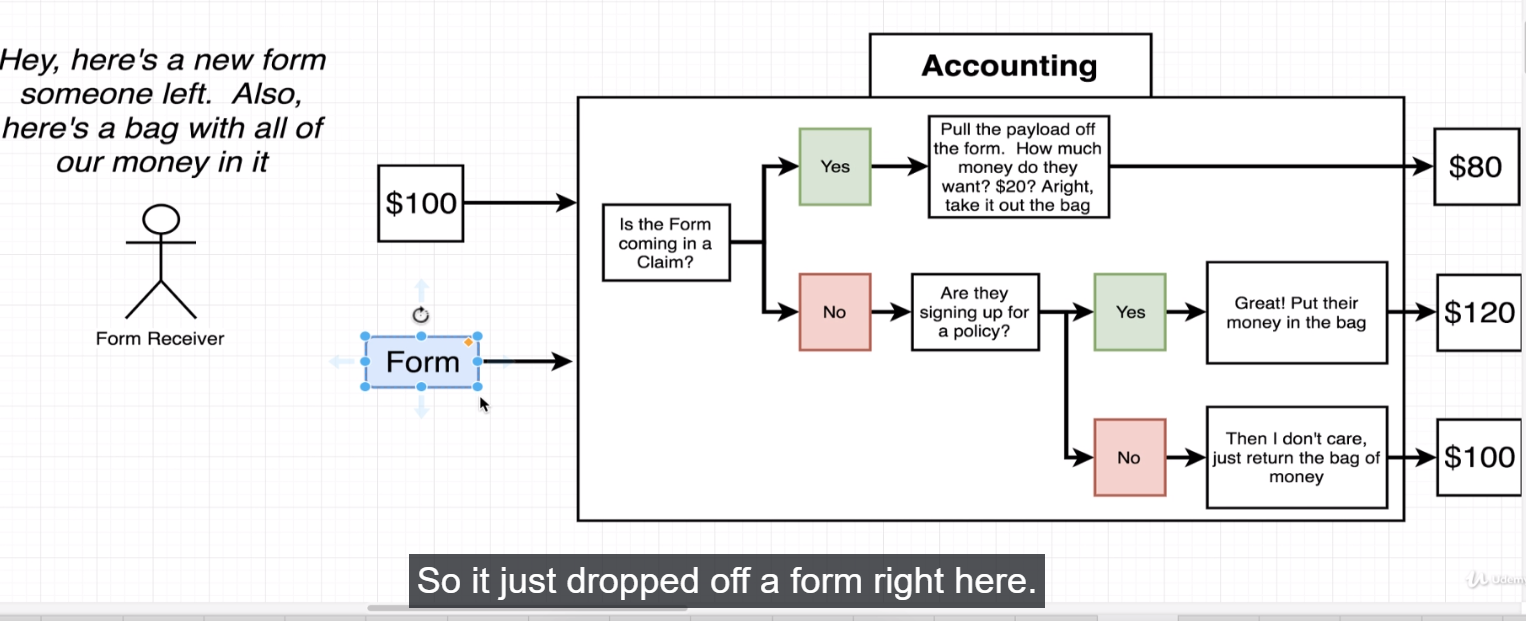 Hey, here's a new form
someone left. Also,
here's a bag with all of
our money in it
Form Receiver
$100
Form
Accounting
Is the Form
coming in a
Claim?
Yes
Pull the payload off
the form. How much
money do they
want? $20? Aright,
take it out the bag
$80
No
Are they
signing up for
a policy?
Yes
Great! Put their
money in the bag
$120
No
Then I don't care,
just return the bag of
money
$100
So it just dropped off a form right here.
Udemy